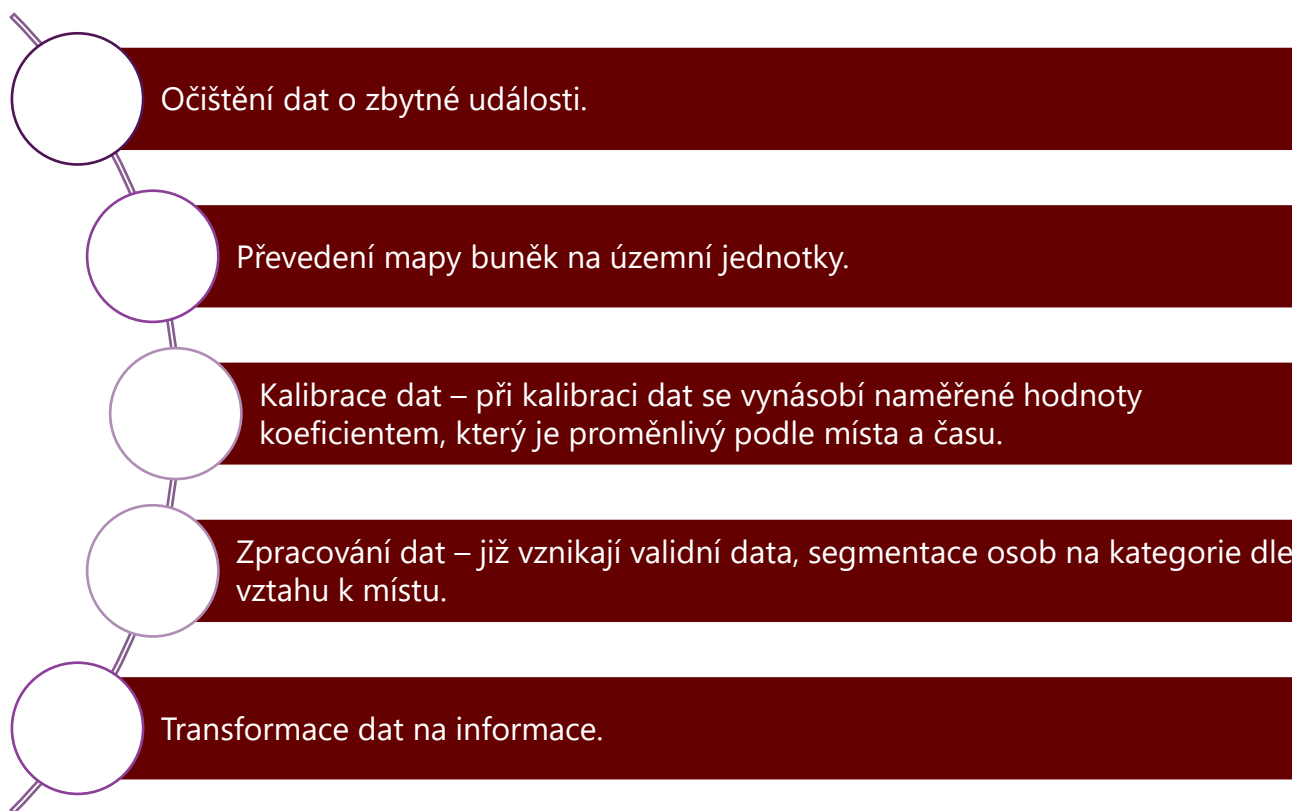 Očištění dat o zbytné události.
Převedení mapy buněk na územní jednotky.
Kalibrace dat – při kalibraci dat se vynásobí naměřené hodnoty
koeficientem, který je proměnlivý podle místa a času.
Zpracování dat – již vznikají validní data, segmentace osob na kategorie dle
vztahu k místu.
Transformace dat na informace.